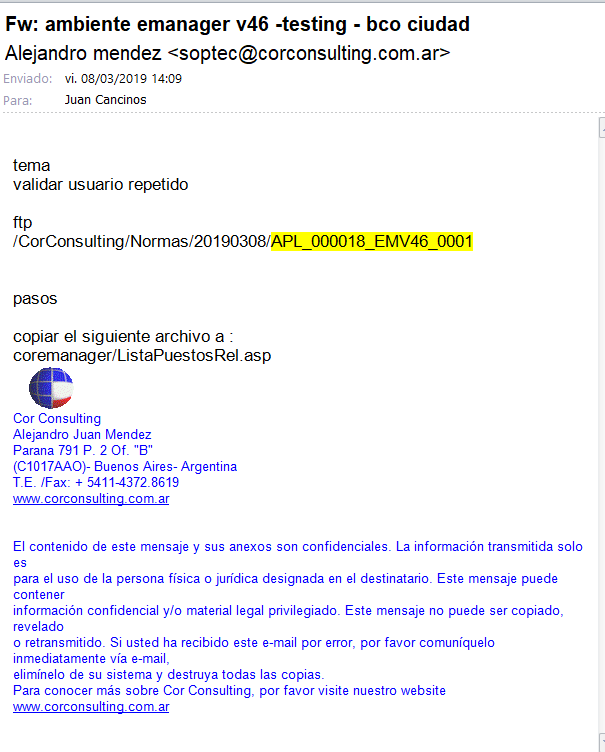 Fw: ambiente emanager v46 -testing - bco ciudad
Alejandro mendez <soptec@corconsulting.com.ar>
Enviado: vi. 08/03/2019 14:09
Para: Juan Cancinos
tema
validar usuario repetido
ftp
/CorConsulting/Normas/20190308/APL_000018_EMV46_0001
pasos
copiar el siguiente archivo a :
coremanager/ListaPuestosRel.asp
Cor Consulting
Alejandro Juan Mendez
Parana 791 P. 2 Of. "B"
(C1017AAO)- Buenos Aires- Argentina
T.E. /Fax: + 5411-4372.8619
www.corconsulting.com.ar
El contenido de este mensaje y sus anexos son confidenciales. La información transmitida solo
es
para el uso de la persona física o jurídica designada en el destinatario. Este mensaje puede
contener
información confidencial y/o material legal privilegiado. Este mensaje no puede ser copiado,
revelado
o retransmitido. Si usted ha recibido este e-mail por error, por favor comuníquelo
inmediatamente vía e-mail,
elimínelo de su sistema y destruya todas las copias.
Para conocer más sobre Cor Consulting, por favor visite nuestro website
www.corconsulting.com.ar